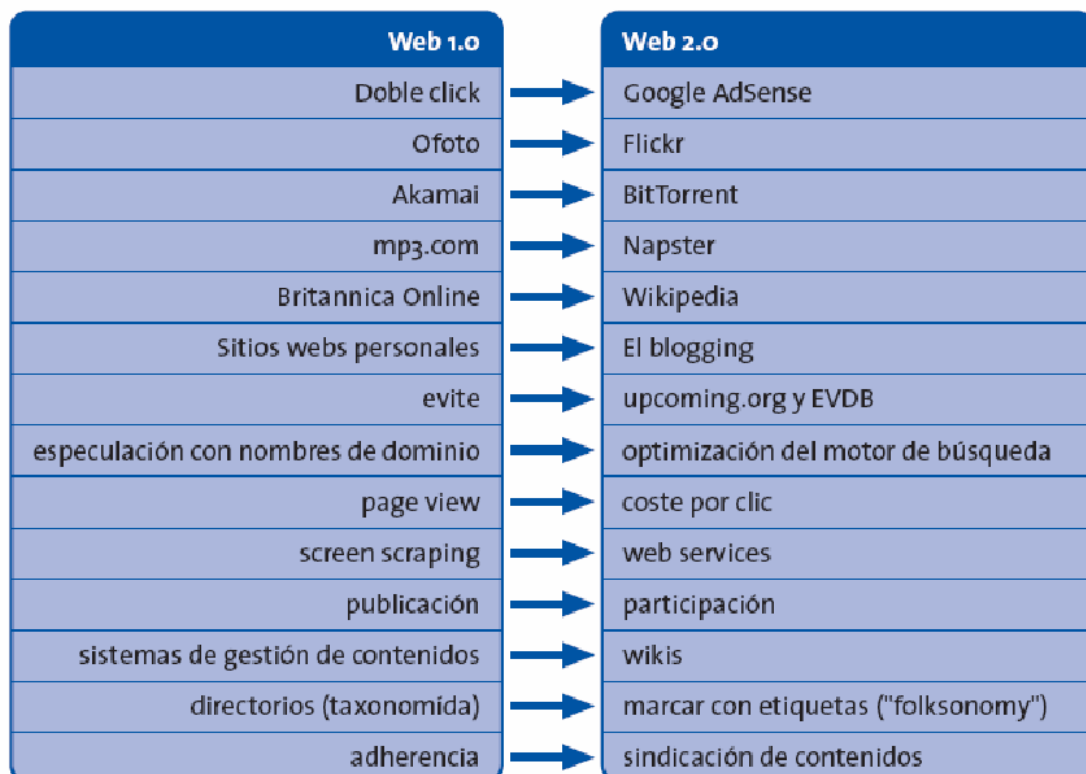 Web 1.0 Web 2.0
Doble click Google AdSense
Ofoto Flickr
Akamai BitTorrent
mp3.com Napster
Britannica Online Wikipedia
Sitios webs personales El blogging
evite upcoming.org y EVDB
especulación con nombres de dominio optimización del motor de búsqueda
page view coste por clic
screen scraping web services
publicación participación
sistemas de gestión de contenidos wikis
directorios (taxonomída) marcar con etiquetas ("folksonomy")
adherencia sindicación de contenidos